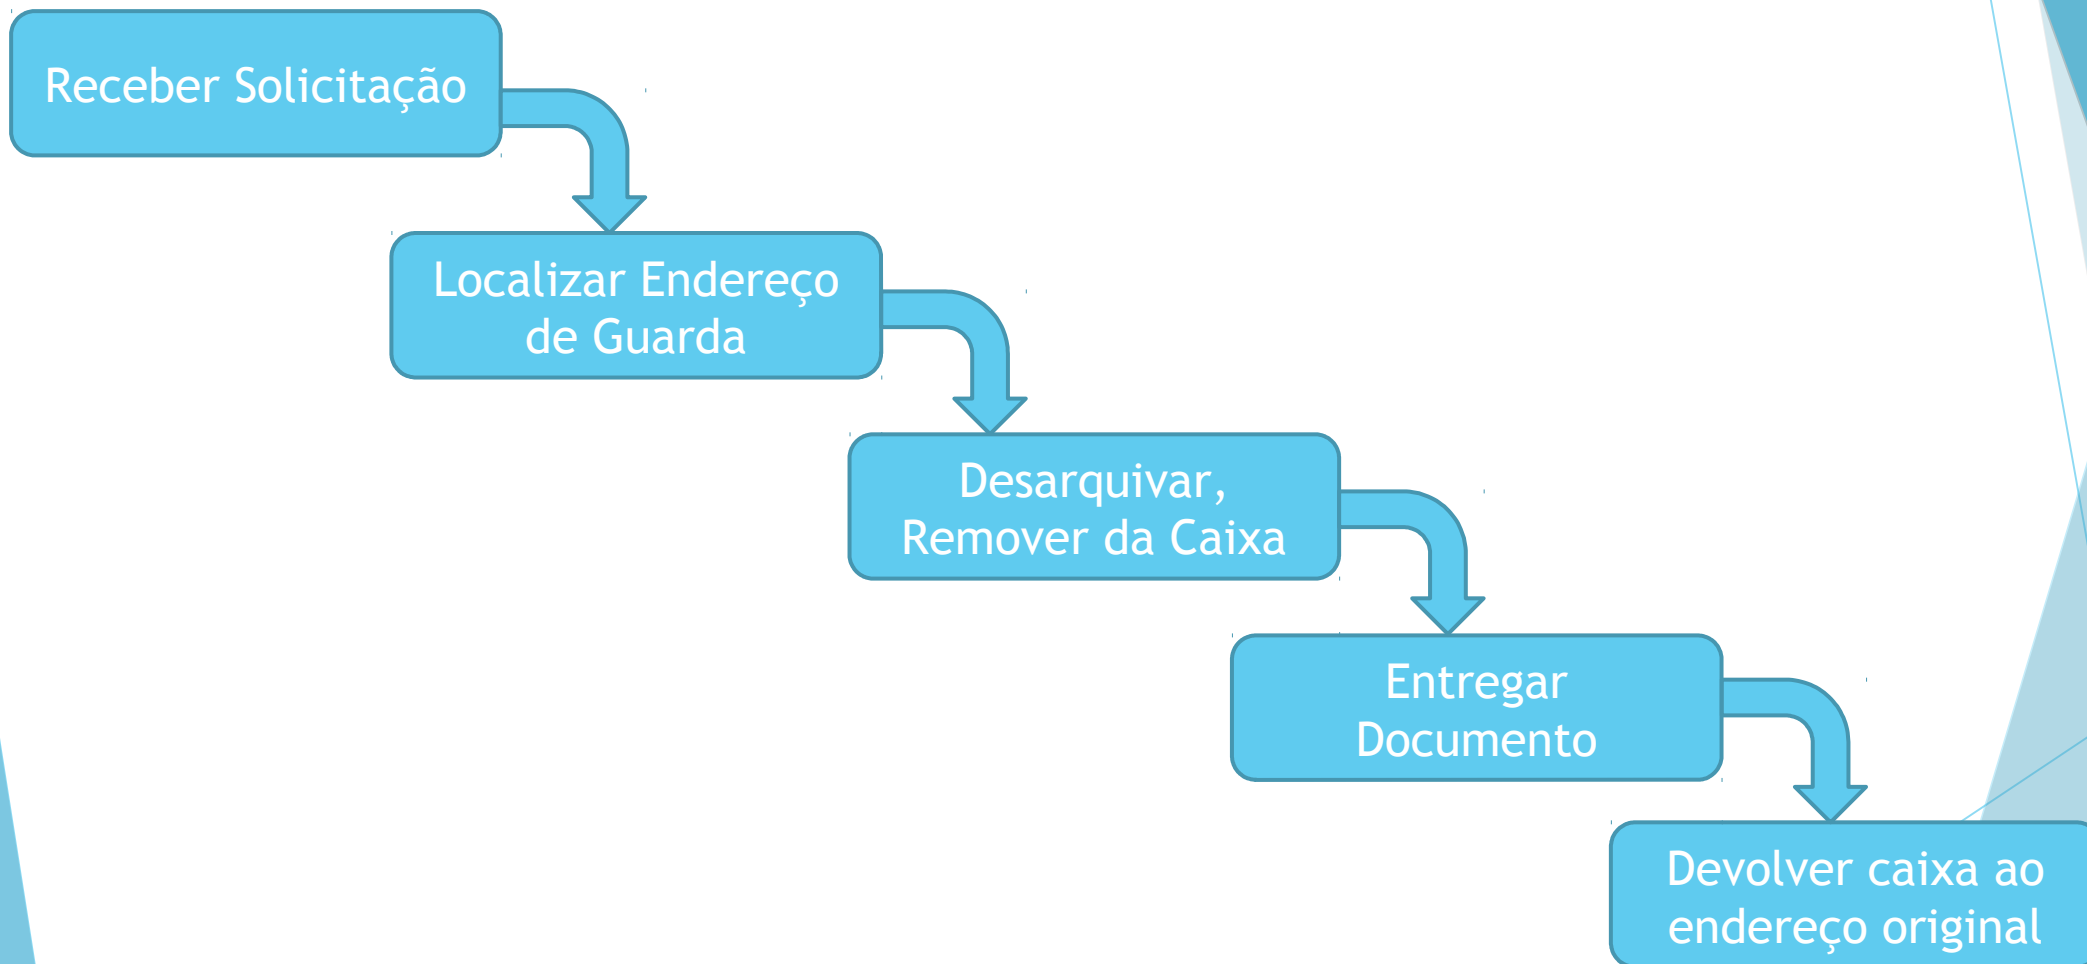 Receber Solicitação
Localizar Endereço
de Guarda
Desarquivar,
Remover da Caixa
Entregar
Documento
Devolver caixa ao
endereço original